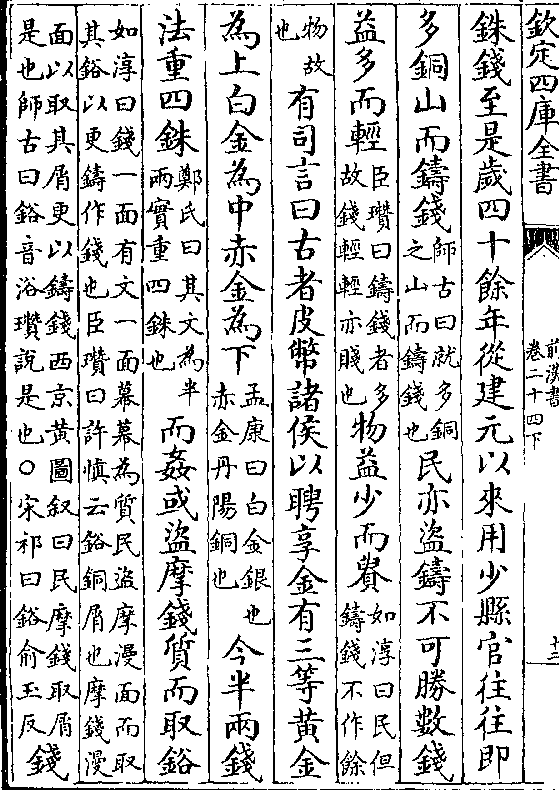 欽定四庫全書
前漢書
卷二十四下
銖錢至是歲四十餘年從建元以來用少縣官往往即
多銅山而鑄錢師古曰就多銅之山而鑄錢也民亦盜鑄不可勝數錢
益多而輕臣瓚曰鑄錢者多故錢輕輕亦賤也物益少而貴如淳曰民但鑄錢不作餘
物故也有司言曰古者皮幣諸侯以聘享金有三等黃金
為上白金為中赤金為下孟康曰白金銀也赤金丹陽銅也今半兩錢
法重四銖鄭氏曰其文為半兩實重四銖也而姦或盜摩錢質而取鋊
如淳曰錢一面有文一面幕幕為質民盜摩漫面而取其鋊以更鑄作錢也臣瓚曰許慎云鋊銅屑也摩錢漫
面以取其屑更以鑄錢西京黃圖叙曰民摩錢取屑是也師古曰鋊音浴瓚說是也○宋祁曰鋊俞玉反錢